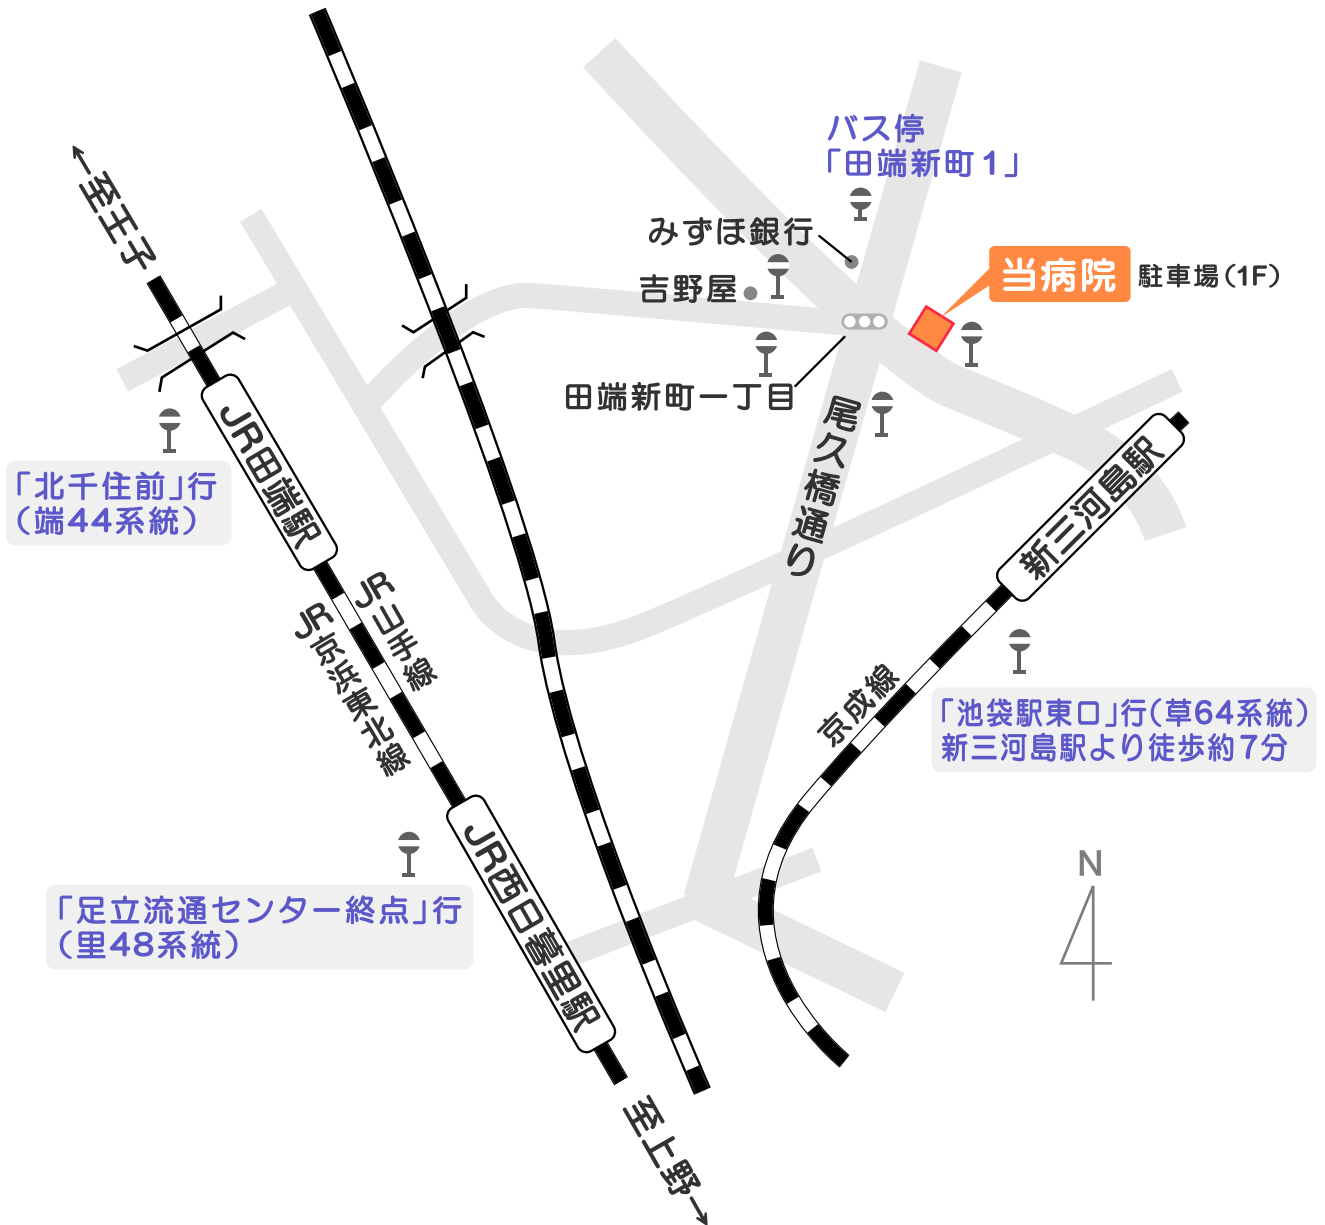 バス停
「田端新町1」
みずほ銀行
吉野屋
当病院
駐車場(1F)
田端新町一丁目
尾久橋通り
←至王子
JR田端駅
「北千住前」行
(端44系統)
JR山手線
JR京浜東北線
新三河島駅
京成線
「池袋駅東口」行(草64系統)
新三河島駅より徒歩約7分
JR西日暮里駅
「足立流通センター終点」行
(里48系統)
N
至上野→